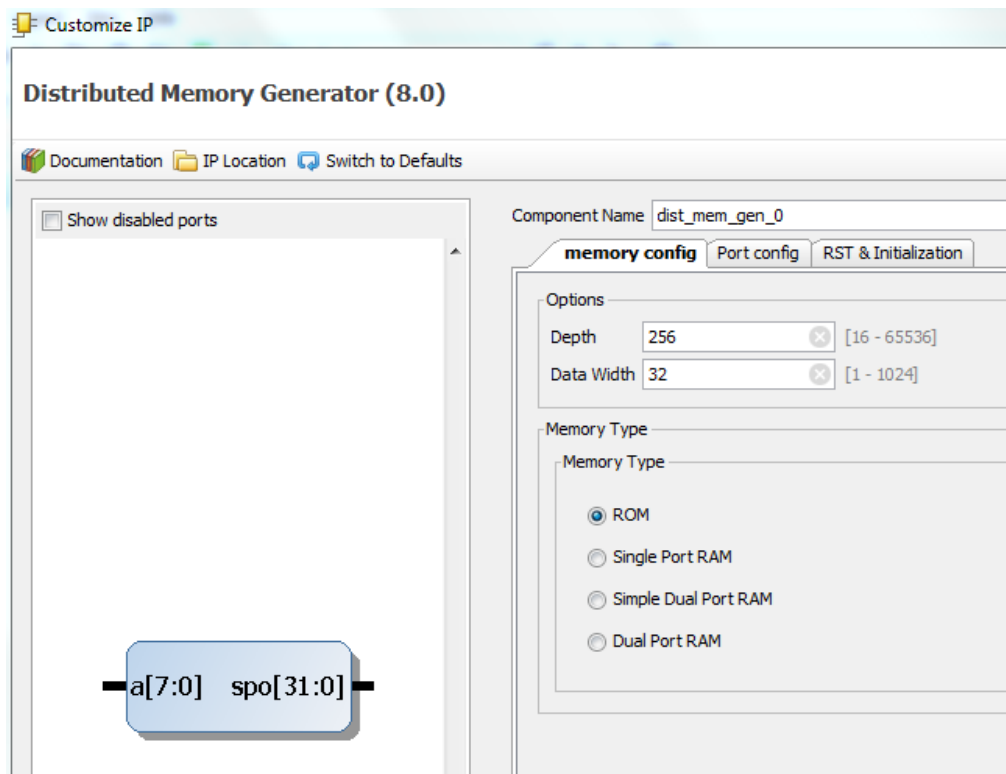 Customize IP
Distributed Memory Generator (8.0)
Documentation IP Location Switch to Defaults
Show disabled ports
Component Name dist_mem_gen_0
memory config Port config RST & Initialization
Options
Depth 256 [16 - 65536]
Data Width 32 [1 - 1024]
Memory Type
Memory Type
ROM
Single Port RAM
Simple Dual Port RAM
Dual Port RAM
a[7:0] spo[31:0]